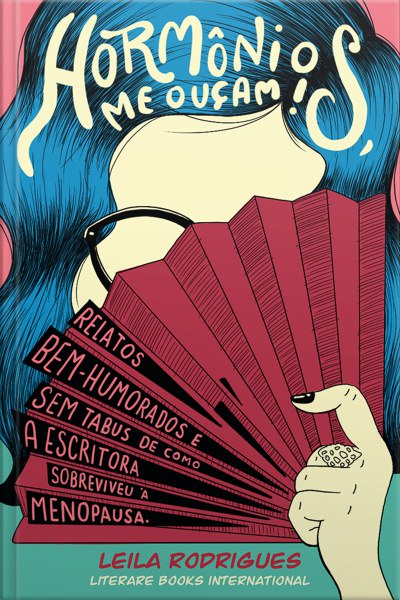 HORMÔNIOS,
ME OUÇAM!
RELATOS
BEM-HUMORADOS E
SEM TABUS DE COMO
A ESCRITORA
SOBREVIVEU À
MENOPAUSA.
LEILA RODRIGUES
LITERARE BOOKS INTERNATIONAL